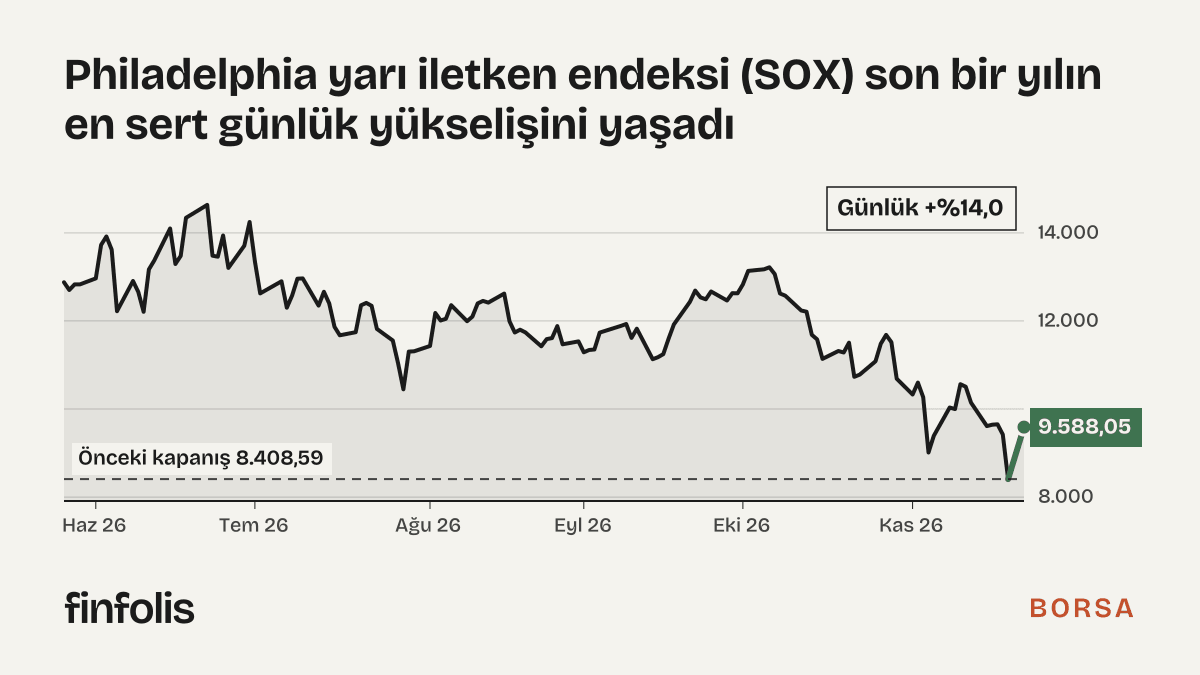 Philadelphia yarı iletken endeksi (SOX) son bir yılın
en sert günlük yükselişini yaşadı
Günlük +%14,0
14.000
12.000
9.588,05
Önceki kapanış 8.408,59
8.000
Haz 26
Tem 26
Ağu 26
Eyl 26
Eki 26
Kas 26
finfolis
BORSA